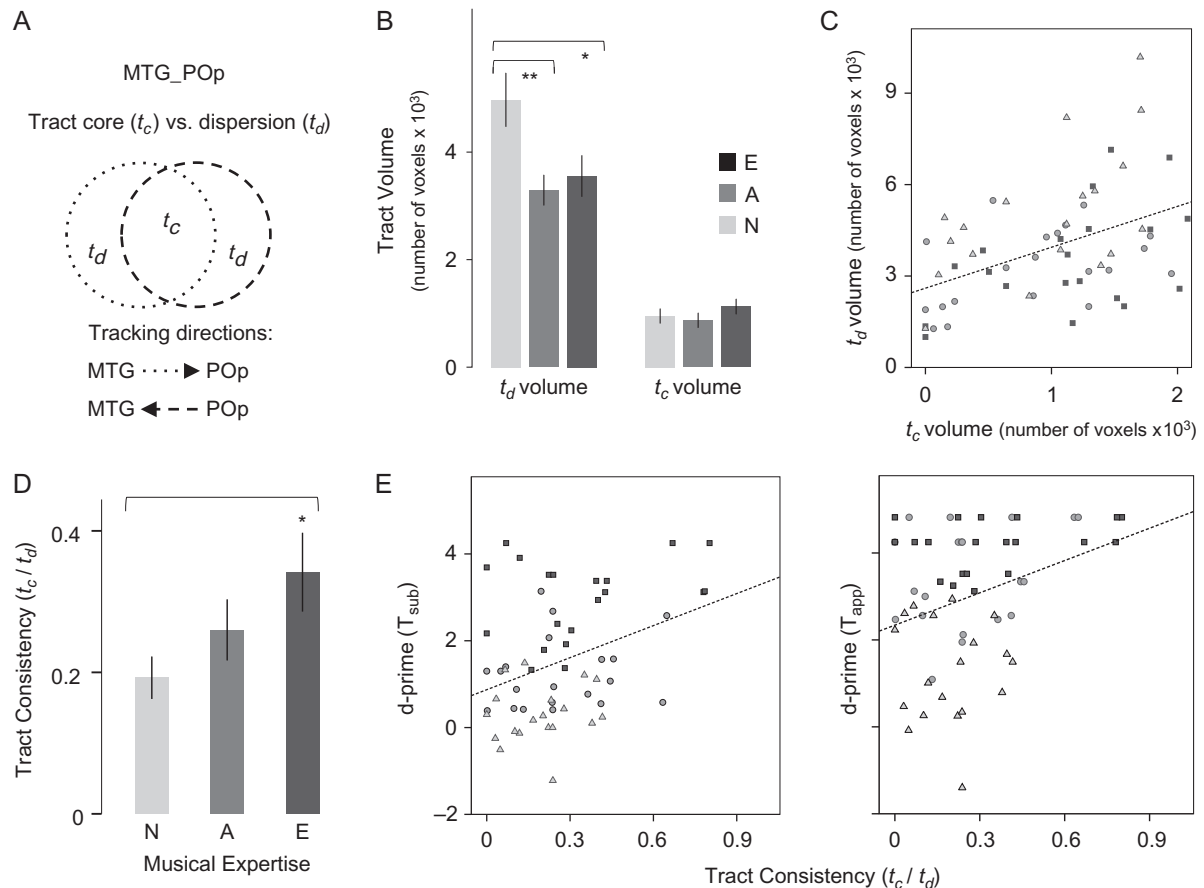 A
MTG_POp
Tract core (tc) vs. dispersion (td)
td
tc
td
Tracking directions:
MTG POp
MTG POp
B
Tract Volume
(number of voxels x 10³)
4
2
0
**
*
E
A
N
td volume
tc volume
C
td volume (number of voxels x 10³)
9
6
3
0
0
1
2
tc volume (number of voxels x10³)
D
Tract Consistency (tc / td)
0.4
0.2
0
*
N
A
E
Musical Expertise
E
d-prime (Tsub)
4
2
0
–2
0
0.3
0.6
0.9
d-prime (Tapp)
0
0.3
0.6
0.9
Tract Consistency (tc / td)